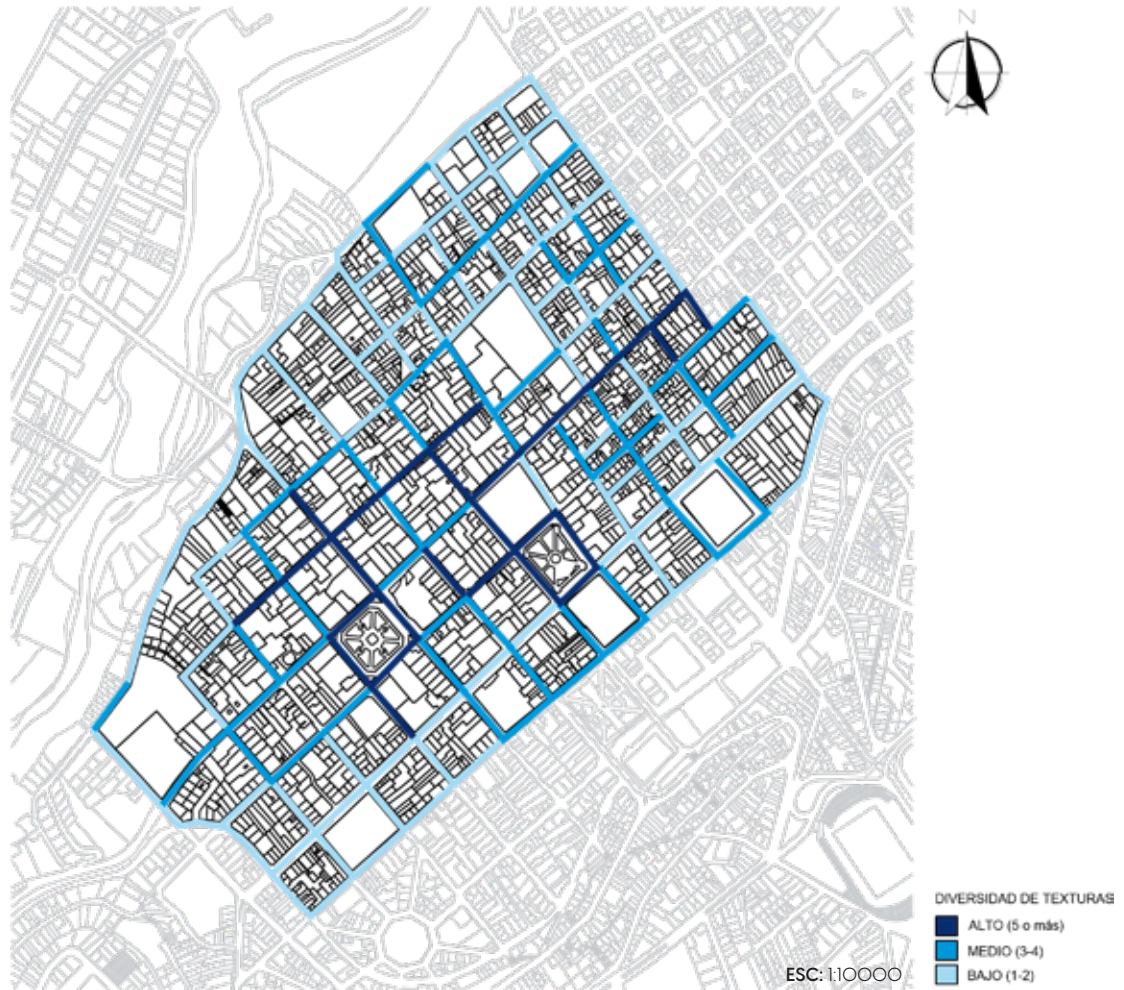 N
DIVERSIDAD DE TEXTURAS
ALTO (5 o más)
MEDIO (3-4)
BAJO (1-2)
ESC: 1:10000